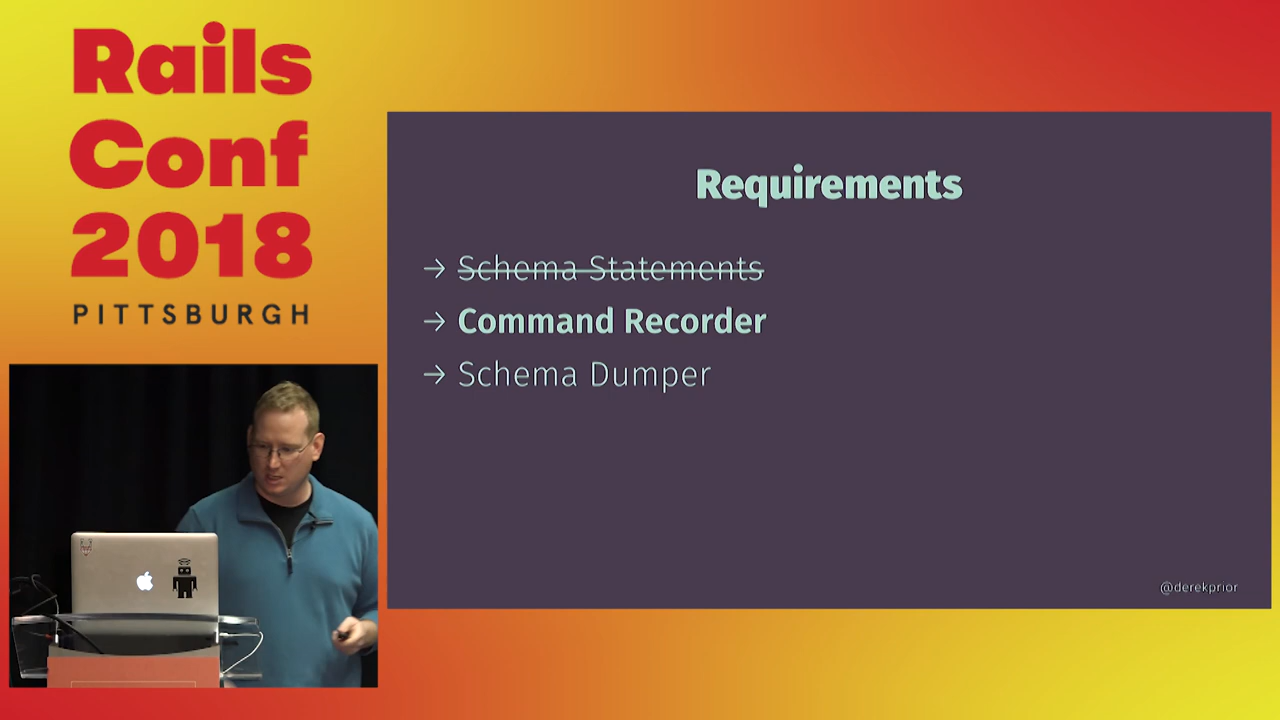 Rails
Conf
2018
PITTSBURGH
Requirements
→ Schema Statements
→ Command Recorder
→ Schema Dumper
@derekprior